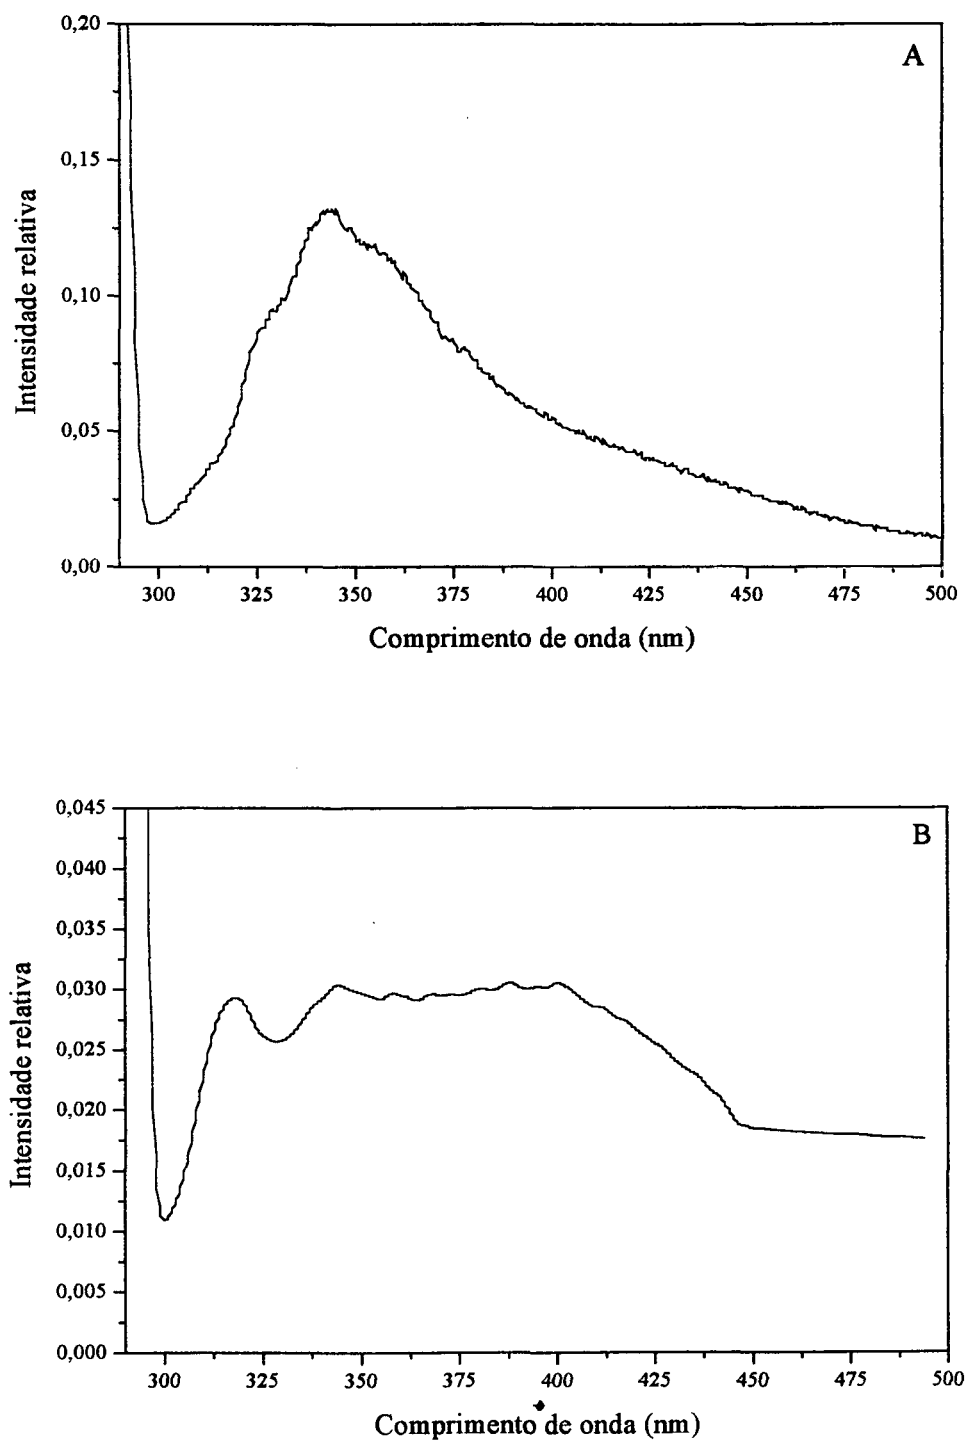 A
0,20
0,15
0,10
0,05
0,00
Intensidade relativa
300 325 350 375 400 425 450 475 500
Comprimento de onda (nm)
B
0,045
0,040
0,035
0,030
0,025
0,020
0,015
0,010
0,005
0,000
Intensidade relativa
300 325 350 375 400 425 450 475 500
Comprimento de onda (nm)